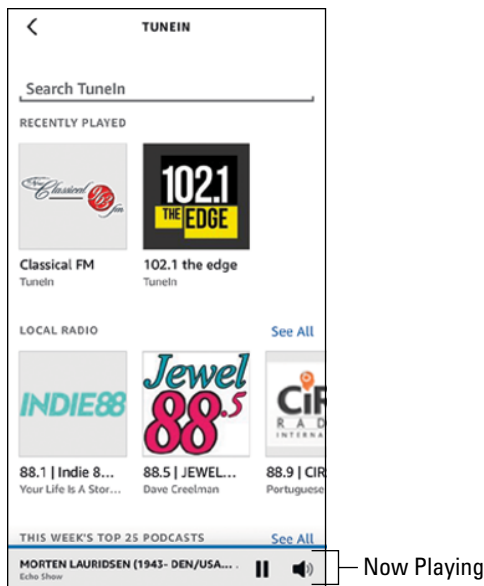 TUNEIN
Search TuneIn
RECENTLY PLAYED
Classical 963 fm
102.1
THE EDGE
Classical FM
TuneIn
102.1 the edge
TuneIn
LOCAL RADIO
See All
INDIE88
Jewel
88.5
CiR
RAD
INTERNA
88.1 | Indie 8...
Your Life Is A Stor...
88.5 | JEWEL...
Dave Creelman
88.9 | CIR
Portuguese
THIS WEEK'S TOP 25 PODCASTS
See All
MORTEN LAURIDSEN (1943- DEN/USA... .
Echo Show
Now Playing